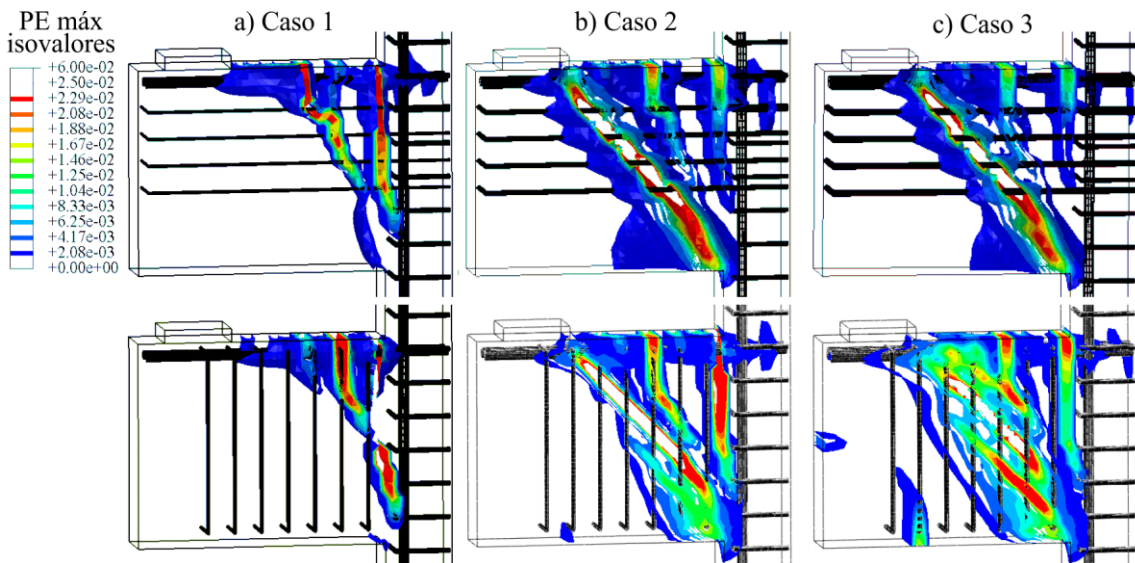 PE máx
isovalores
a) Caso 1
b) Caso 2
c) Caso 3
+6.00e-02
+2.50e-02
+2.29e-02
+2.08e-02
+1.88e-02
+1.67e-02
+1.46e-02
+1.25e-02
+1.04e-02
+8.33e-03
+6.25e-03
+4.17e-03
+2.08e-03
+0.00e+00